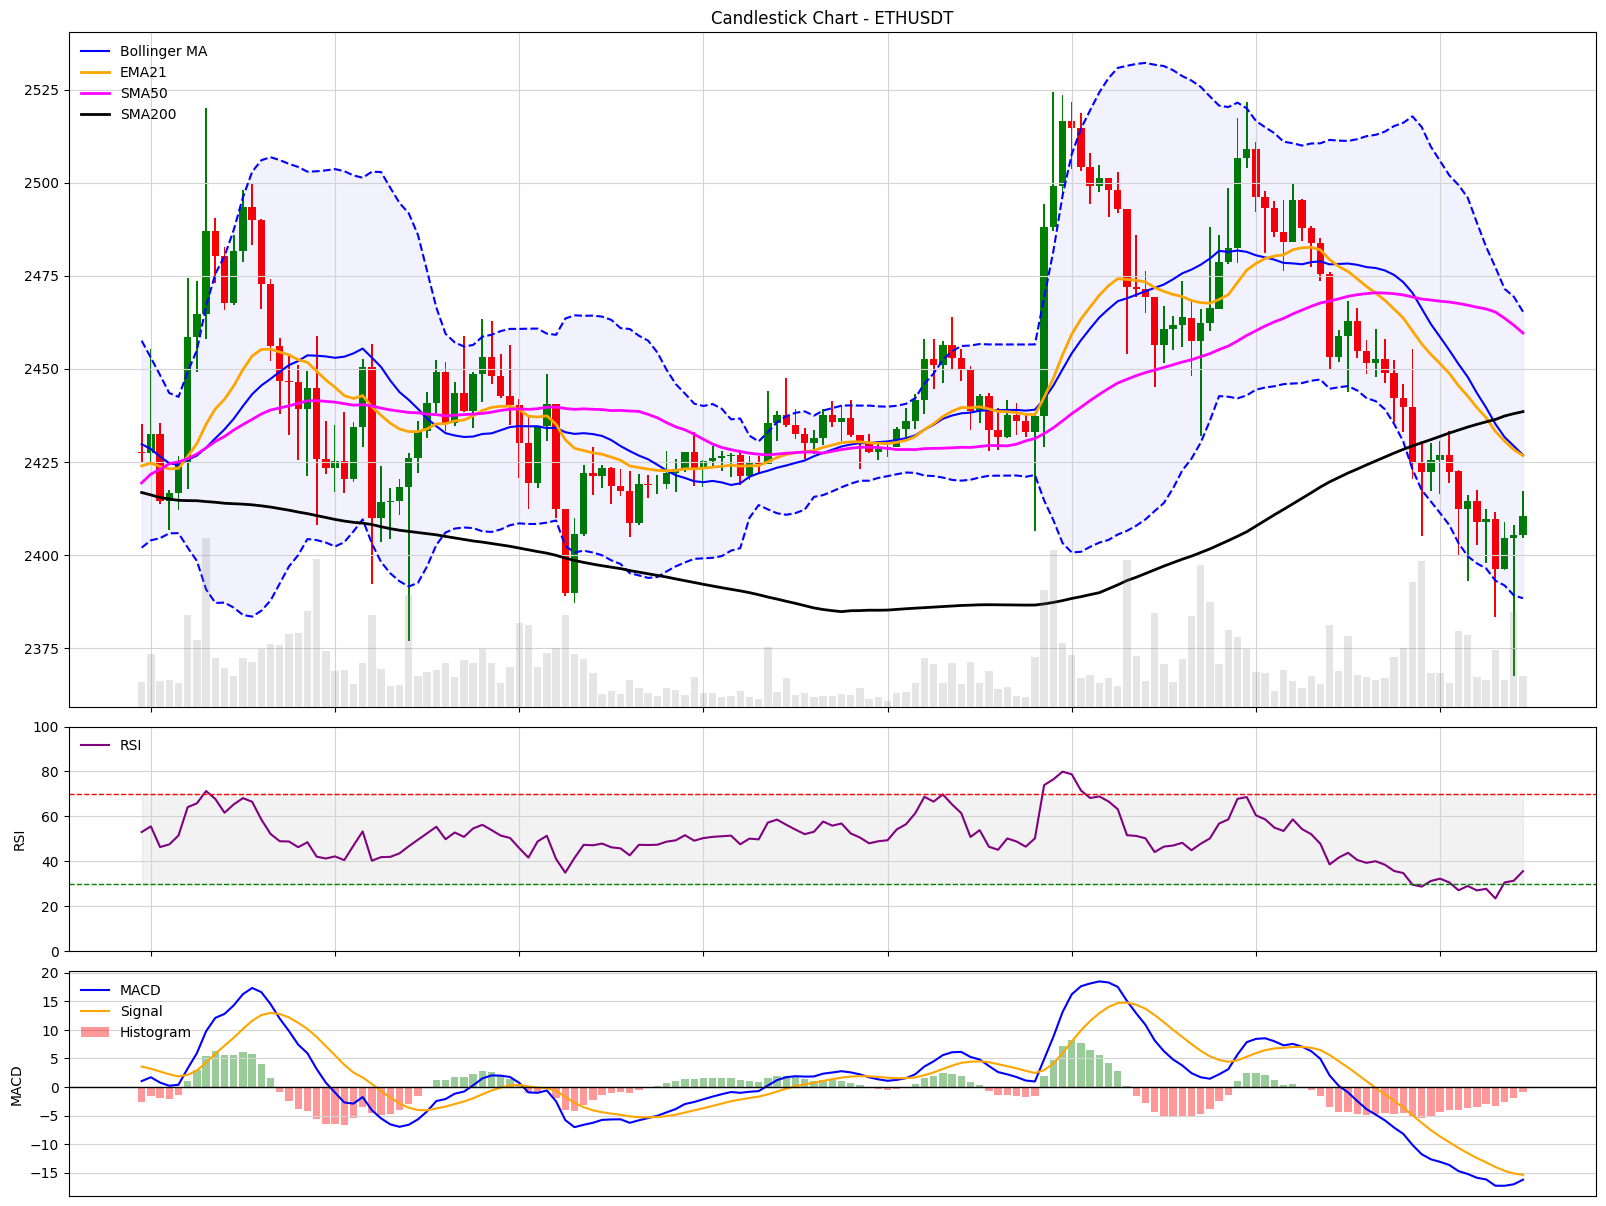 Candlestick Chart - ETHUSDT
Bollinger MA
EMA21
SMA50
SMA200
2525
2500
2475
2450
2425
2400
2375
RSI
RSI
100
80
60
40
20
0
MACD
Signal
Histogram
MACD
20
15
10
5
0
−5
−10
−15